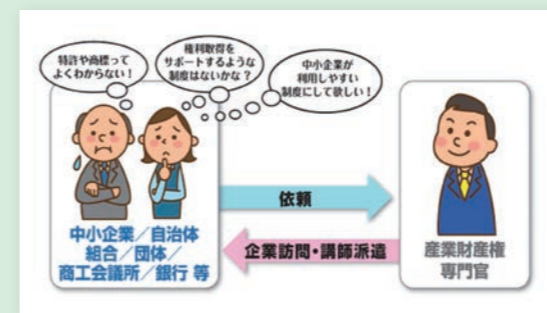 特許や商標って
よくわからない！
権利取得を
サポートするような
制度はないかな？
中小企業が
利用しやすい
制度にして欲しい！
依頼
企業訪問・講師派遣
中小企業／自治体
組合／団体／
商工会議所／銀行 等
産業財産権
専門官